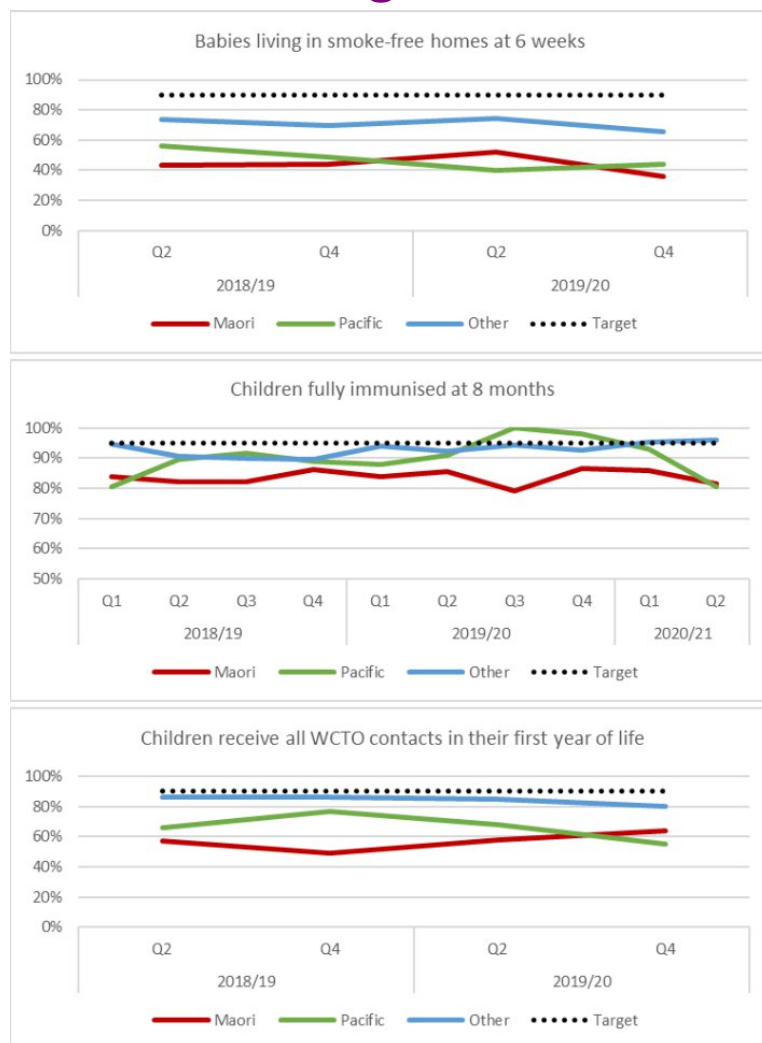 Babies living in smoke-free homes at 6 weeks
100%
80%
60%
40%
20%
0%
Q2 Q4 Q2 Q4
2018/19 2019/20
Maori Pacific Other Target
Children fully immunised at 8 months
100%
90%
80%
70%
60%
50%
Q1 Q2 Q3 Q4 Q1 Q2 Q3 Q4 Q1 Q2
2018/19 2019/20 2020/21
Maori Pacific Other Target
Children receive all WCTO contacts in their first year of life
100%
80%
60%
40%
20%
0%
Q2 Q4 Q2 Q4
2018/19 2019/20
Maori Pacific Other Target